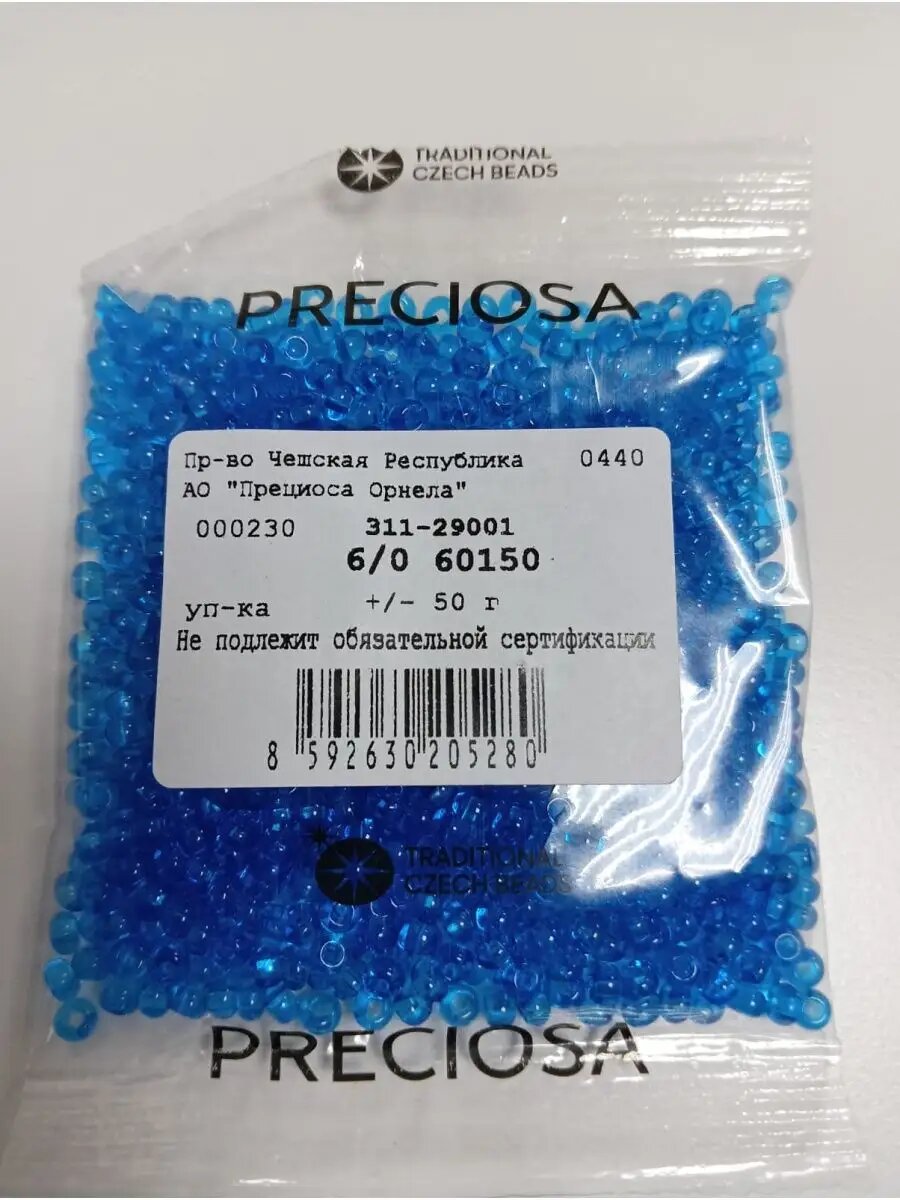 TRADITIONAL
CZECH BEADS
PRECIOSA
Пр-во Чешская Республика 0440
АО "Прециоса Орнела"
000230 311-29001
6/0 60150
уп-ка +/- 50 г
Не подлежит обязательной сертификации
8 592630 205280
TRADITIONAL
CZECH BEADS
PRECIOSA